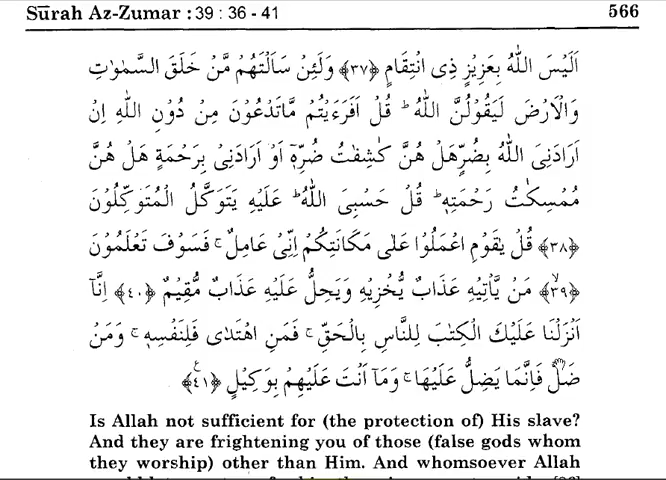 Sūrah Az-Zumar : 39 : 36 - 41 566
اَلَيْسَ اللّٰهُ بِعَزِيْزٍ ذِى انْتِقَامٍ ﴿٣٧﴾ وَلَئِنْ سَاَلْتَهُمْ مَّنْ خَلَقَ السَّمٰوٰتِ
وَالْاَرْضَ لَيَقُوْلُنَّ اللّٰهُ ؕ قُلْ اَفَرَءَيْتُمْ مَّاتَدْعُوْنَ مِنْ دُوْنِ اللّٰهِ اِنْ
اَرَادَنِىَ اللّٰهُ بِضُرٍّ هَلْ هُنَّ كٰشِفٰتُ ضُرِّهٖۤ اَوْ اَرَادَنِىْ بِرَحْمَةٍ هَلْ هُنَّ
مُمْسِكٰتُ رَحْمَتِهٖ ؕ قُلْ حَسْبِىَ اللّٰهُ ؕ عَلَيْهِ يَتَوَكَّلُ الْمُتَوَكِّلُوْنَ
﴿٣٨﴾ قُلْ يٰقَوْمِ اعْمَلُوْا عَلٰى مَكَانَتِكُمْ اِنِّىْ عَامِلٌ ۚ فَسَوْفَ تَعْلَمُوْنَ
﴿٣٩﴾ۙ مَنْ يَّاْتِيْهِ عَذَابٌ يُّخْزِيْهِ وَيَحِلُّ عَلَيْهِ عَذَابٌ مُّقِيْمٌ ﴿٤٠﴾ اِنَّاۤ
اَنْزَلْنَا عَلَيْكَ الْكِتٰبَ لِلنَّاسِ بِالْحَقِّ ۚ فَمَنِ اهْتَدٰى فَلِنَفْسِهٖ ۚ وَمَنْ
ضَلَّ فَاِنَّمَا يَضِلُّ عَلَيْهَا ۚ وَمَاۤ اَنْتَ عَلَيْهِمْ بِوَكِيْلٍ ﴿٤١﴾ۧ
Is Allah not sufficient for (the protection of) His slave?
And they are frightening you of those (false gods whom
they worship) other than Him. And whomsoever Allah